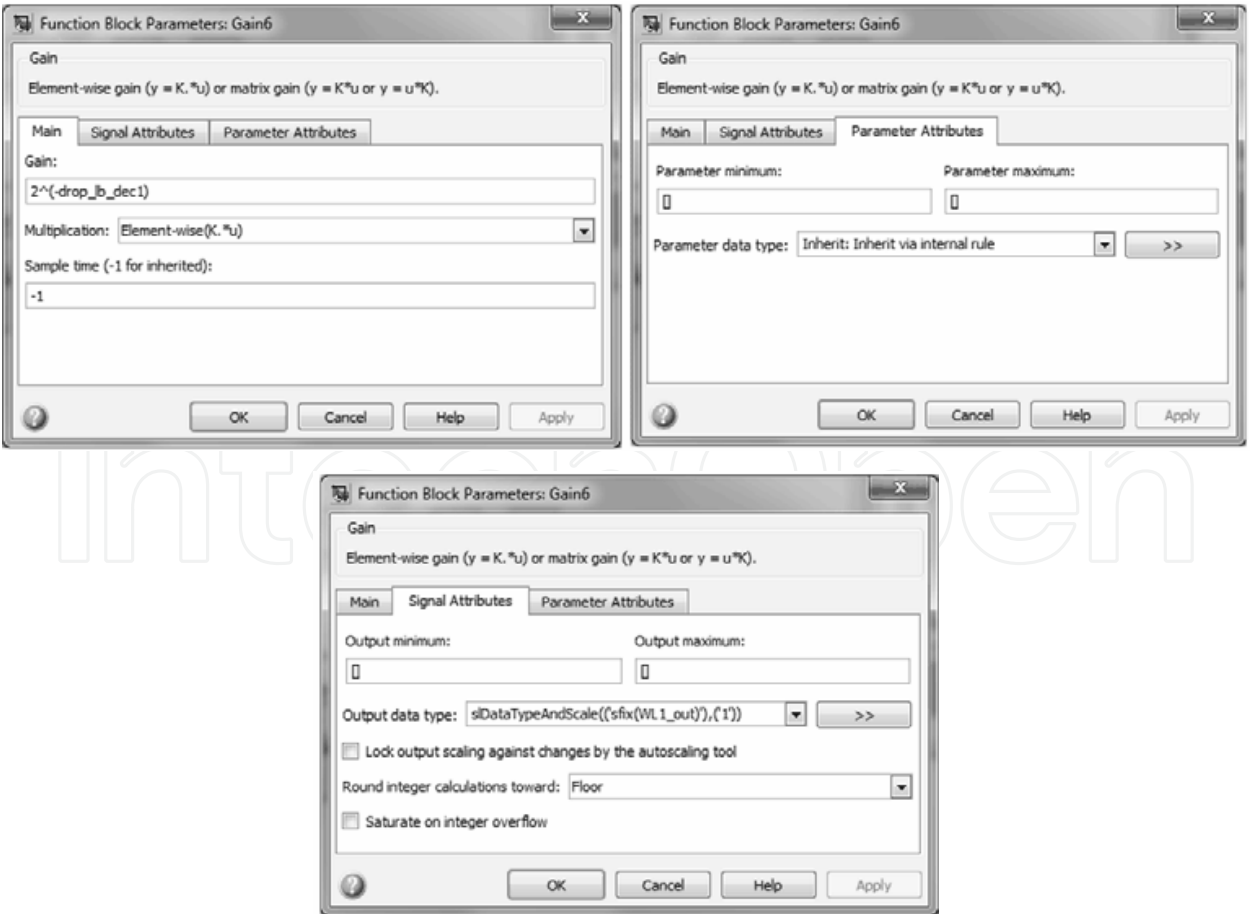 Function Block Parameters: Gain6
X
Gain
Element-wise gain (y = K.*u) or matrix gain (y = K*u or y = u*K).
Main Signal Attributes Parameter Attributes
Gain:
2^(-drop_lb_dec1)
Multiplication: Element-wise(K.*u)
Sample time (-1 for inherited):
-1
? OK Cancel Help Apply
Function Block Parameters: Gain6
X
Gain
Element-wise gain (y = K.*u) or matrix gain (y = K*u or y = u*K).
Main Signal Attributes Parameter Attributes
Parameter minimum: Parameter maximum:
[] []
Parameter data type: Inherit: Inherit via internal rule >>
? OK Cancel Help Apply
IntechOpen
Function Block Parameters: Gain6
X
Gain
Element-wise gain (y = K.*u) or matrix gain (y = K*u or y = u*K).
Main Signal Attributes Parameter Attributes
Output minimum: Output maximum:
[] []
Output data type: slDataTypeAndScale(('sfix(WL1_out)'),('1')) >>
Lock output scaling against changes by the autoscaling tool
Round integer calculations toward: Floor
Saturate on integer overflow
? OK Cancel Help Apply